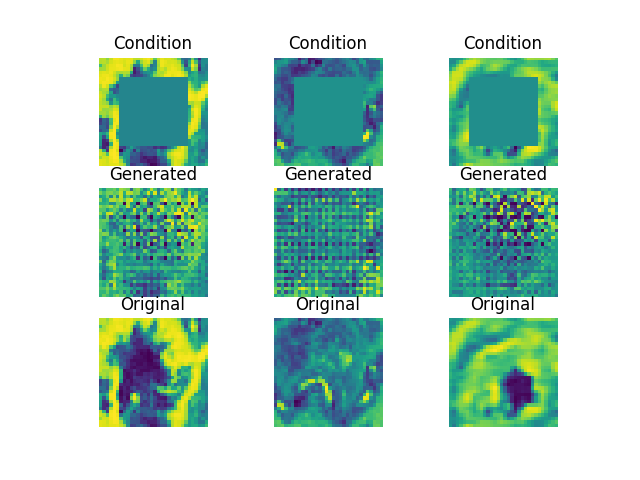 Condition Condition Condition
Generated Generated Generated
Original Original Original